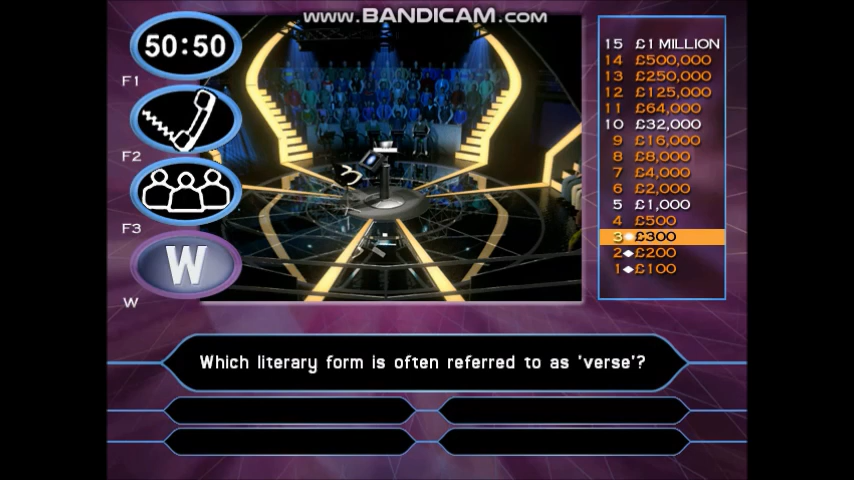 www.BANDICAM.com
50:50
F1
F2
F3
W
W
15 £1 MILLION
14 £500,000
13 £250,000
12 £125,000
11 £64,000
10 £32,000
9 £16,000
8 £8,000
7 £4,000
6 £2,000
5 £1,000
4 £500
3 £300
2 £200
1 £100
Which literary form is often referred to as 'verse'?